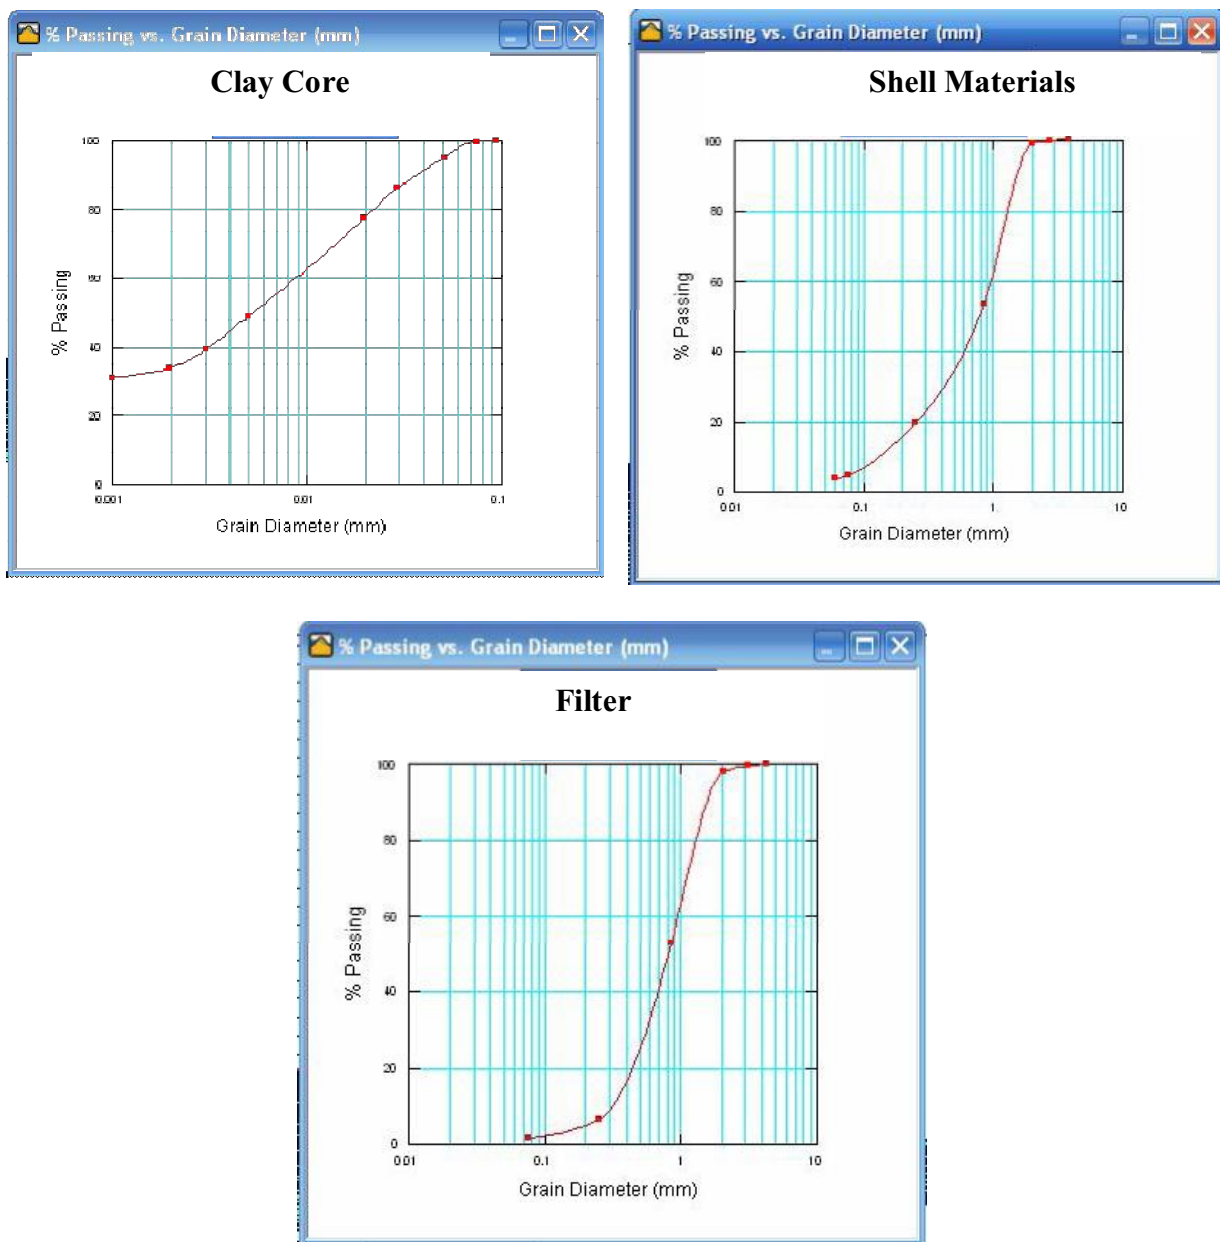 % Passing vs. Grain Diameter (mm)
Clay Core
100
80
60
40
20
0
0.001
0.01
0.1
% Passing
Grain Diameter (mm)
% Passing vs. Grain Diameter (mm)
Shell Materials
100
80
60
40
20
0
0.01
0.1
1
10
% Passing
Grain Diameter (mm)
% Passing vs. Grain Diameter (mm)
Filter
100
80
60
40
20
0
0.01
0.1
1
10
% Passing
Grain Diameter (mm)